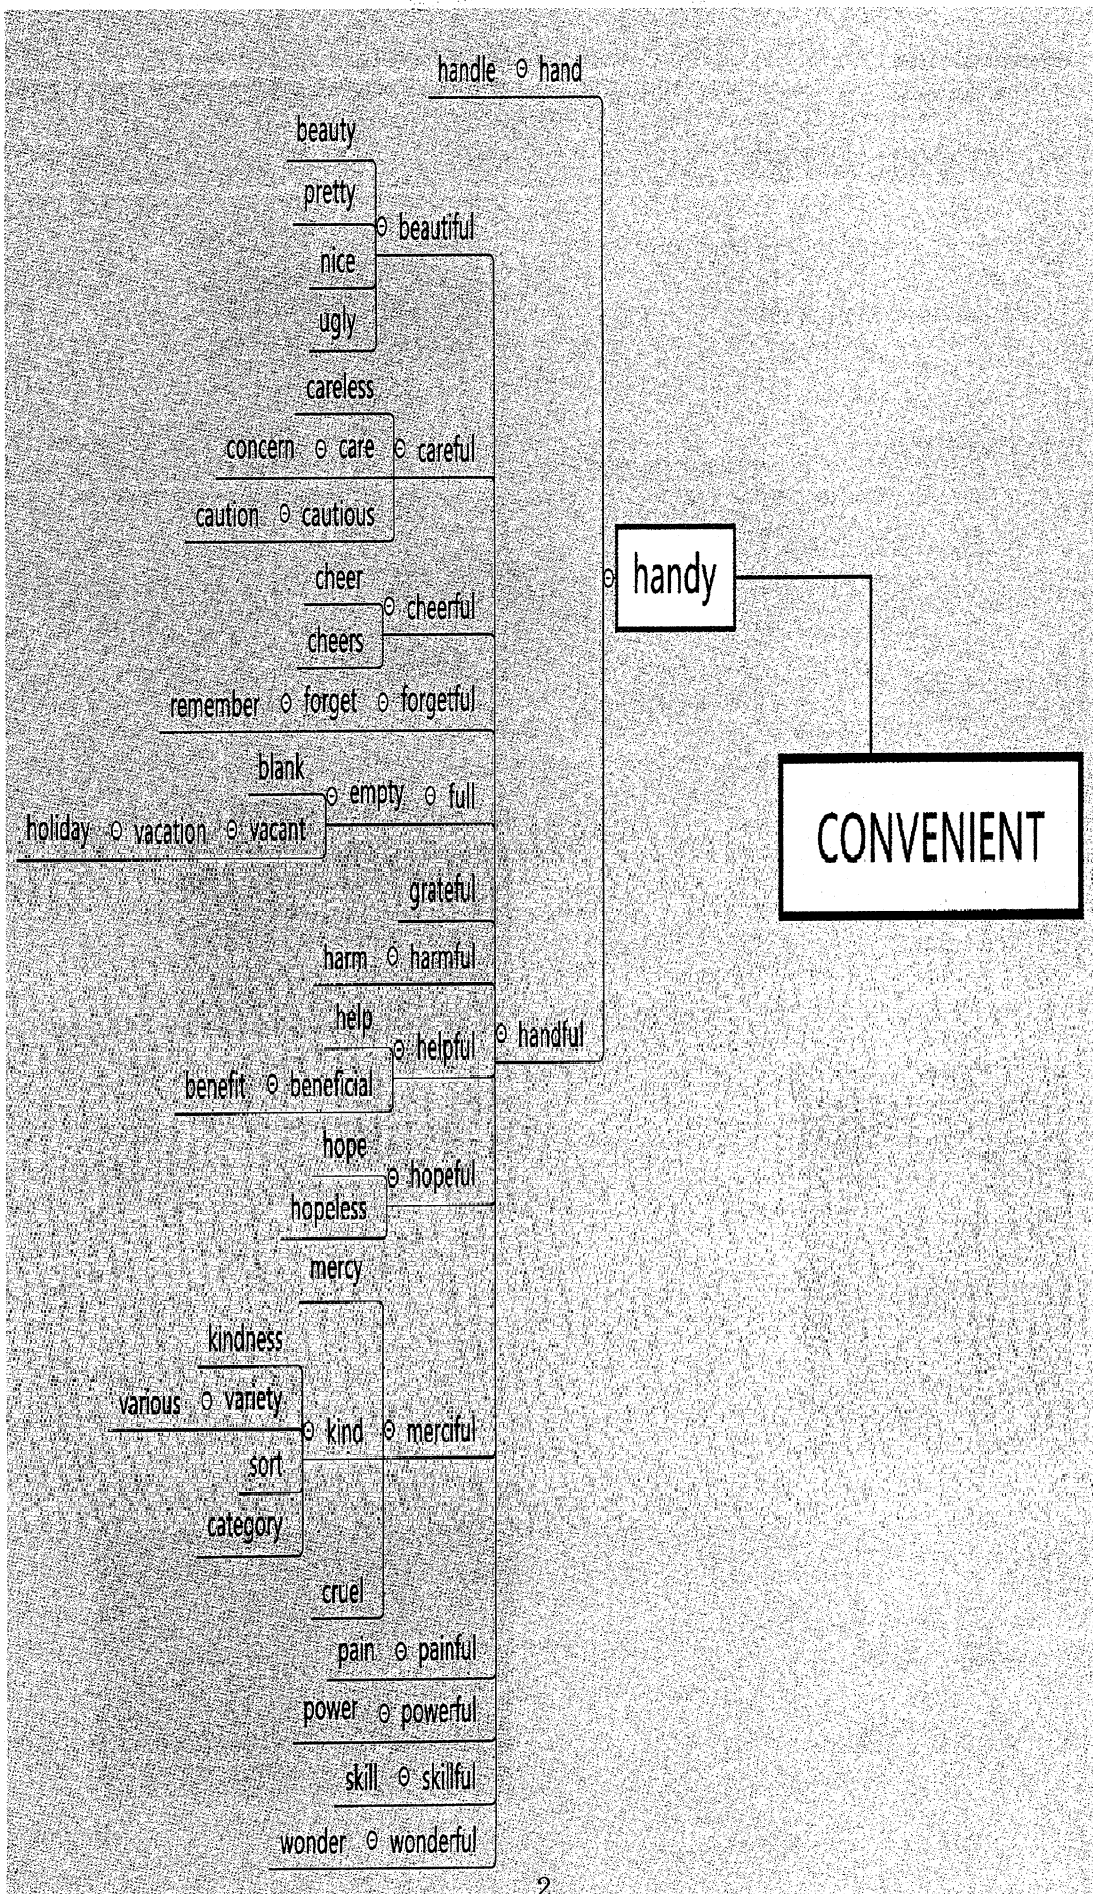 handle hand
beauty
pretty
beautiful
nice
ugly
careless
concern care careful
caution cautious
cheer
handy
cheerful
cheers
remember forget forgetful
blank
empty full
holiday vacation vacant
CONVENIENT
grateful
harm harmful
help
handful
helpful
benefit beneficial
hope
hopeful
hopeless
mercy
kindness
various variety
kind merciful
sort
category
cruel
pain painful
power powerful
skill skillful
wonder wonderful
2